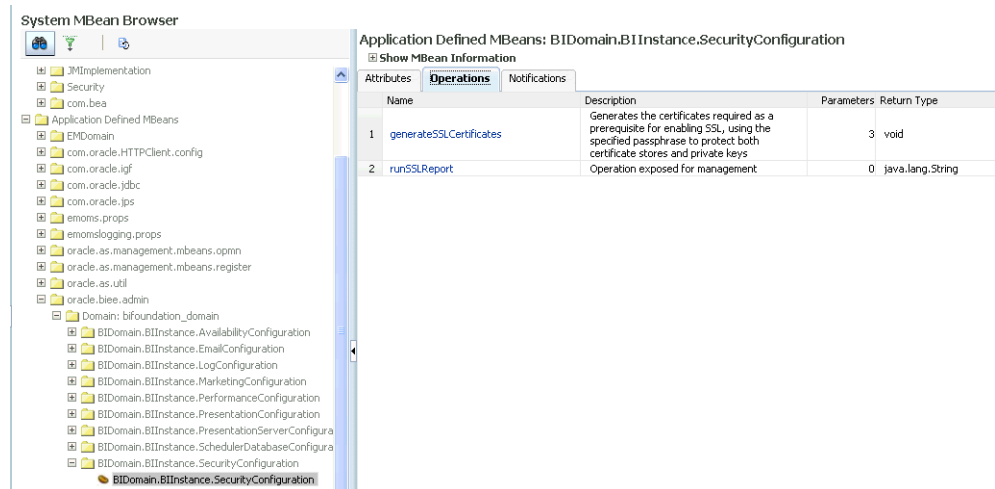 System MBean Browser
JMImplementation
Security
com.bea
Application Defined MBeans
EMDomain
com.oracle.HTTPClient.config
com.oracle.igf
com.oracle.jdbc
com.oracle.jps
emoms.props
emomslogging.props
oracle.as.management.mbeans.opmn
oracle.as.management.mbeans.register
oracle.as.util
oracle.biee.admin
Domain: bifoundation_domain
BIDomain.BIInstance.AvailabilityConfiguration
BIDomain.BIInstance.EmailConfiguration
BIDomain.BIInstance.LogConfiguration
BIDomain.BIInstance.MarketingConfiguration
BIDomain.BIInstance.PerformanceConfiguration
BIDomain.BIInstance.PresentationConfiguration
BIDomain.BIInstance.PresentationServerConfigura
BIDomain.BIInstance.SchedulerDatabaseConfigura
BIDomain.BIInstance.SecurityConfiguration
BIDomain.BIInstance.SecurityConfiguration
Application Defined MBeans: BIDomain.BIInstance.SecurityConfiguration
Show MBean Information
Attributes Operations Notifications
Name Description Parameters Return Type
1 generateSSLCertificates Generates the certificates required as a
prerequisite for enabling SSL, using the
specified passphrase to protect both
certificate stores and private keys
3 void
2 runSSLReport Operation exposed for management 0 java.lang.String